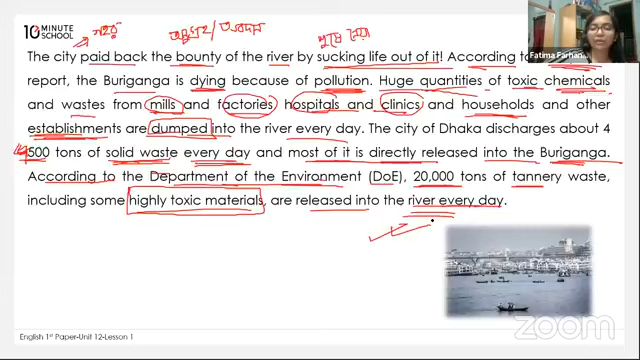 10 MINUTE SCHOOL
শহর
শুষে নেয়া
The city paid back the bounty of the river by sucking life out of it! According to
report, the Buriganga is dying because of pollution. Huge quantities of toxic chemicals
and wastes from mills and factories hospitals and clinics and households and other
establishments are dumped into the river every day. The city of Dhaka discharges about 4
500 tons of solid waste every day and most of it is directly released into the Buriganga.
According to the Department of the Environment (DoE), 20,000 tons of tannery waste,
including some highly toxic materials, are released into the river every day.
English 1st Paper-Unit 12-Lesson 1
Fatima Farhan
zoom